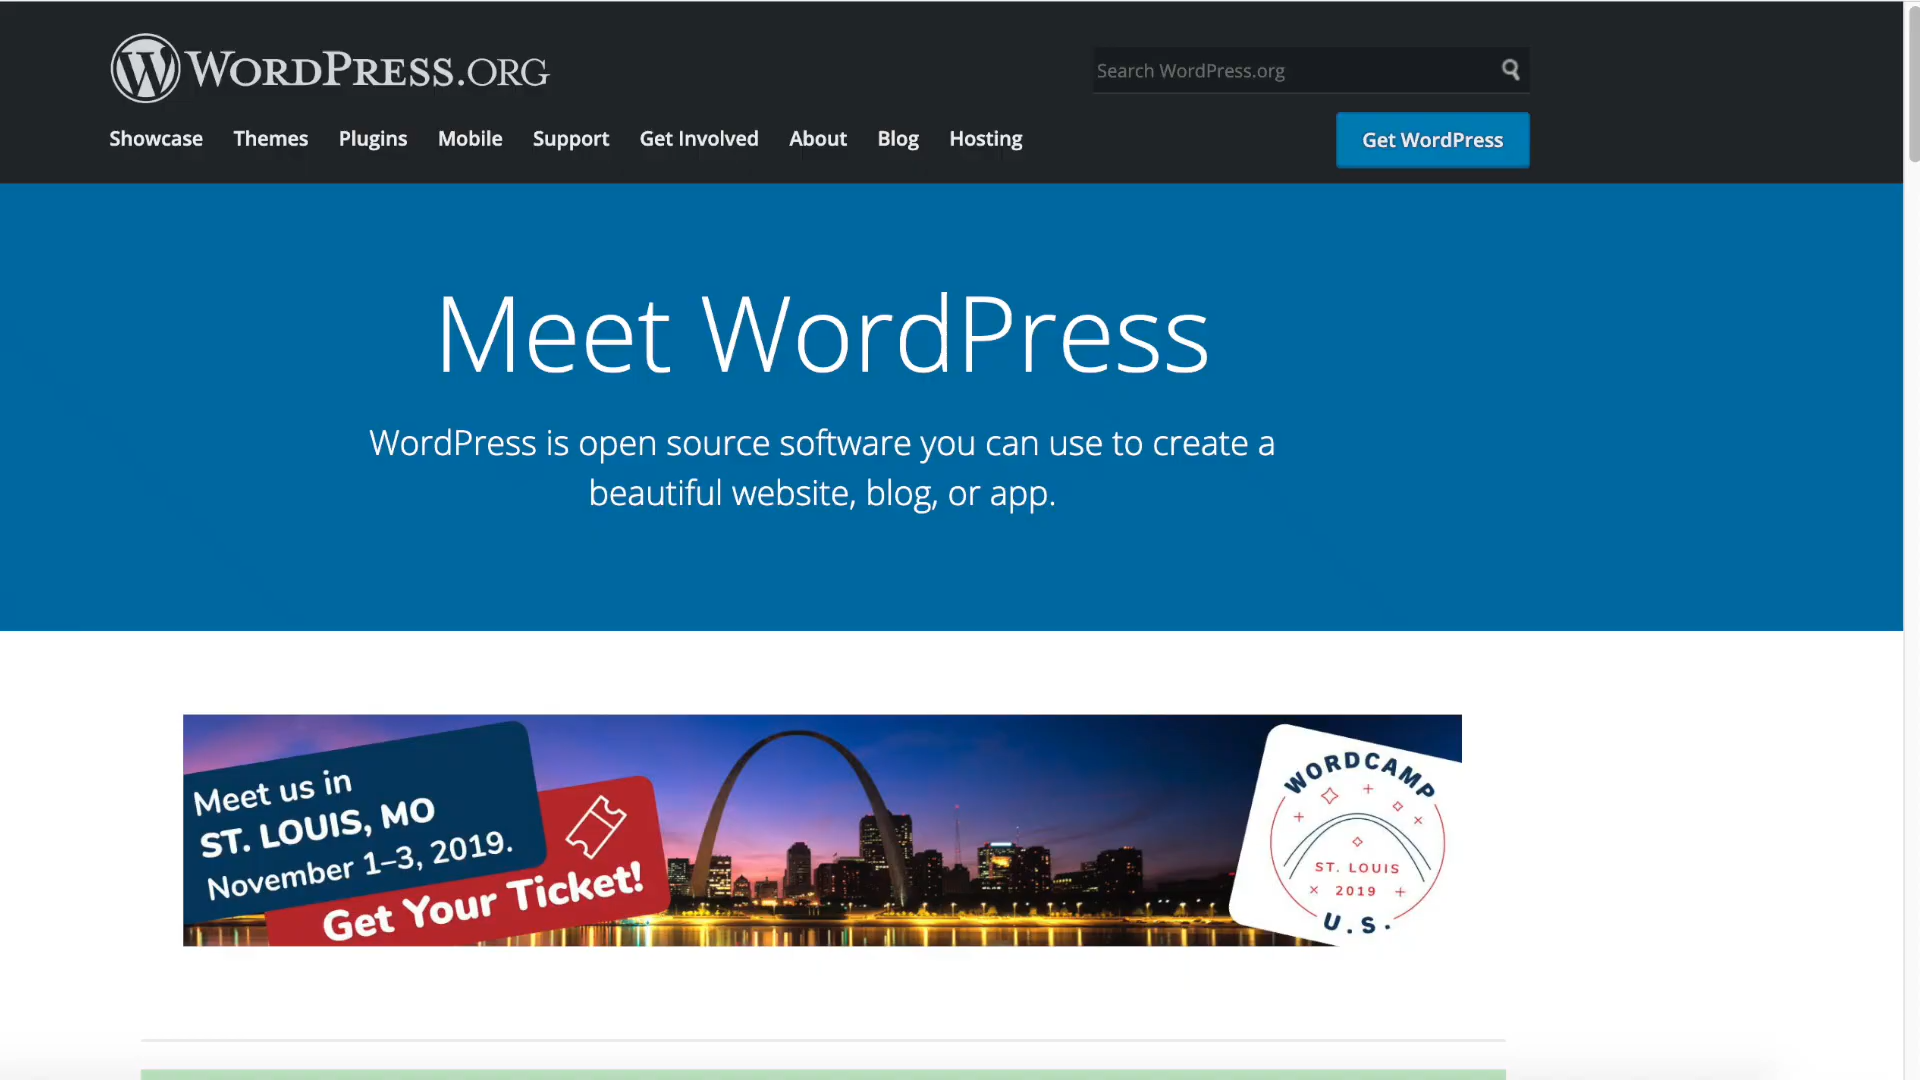 WORDPRESS.ORG
Search WordPress.org
Showcase Themes Plugins Mobile Support Get Involved About Blog Hosting
Get WordPress
Meet WordPress
WordPress is open source software you can use to create a
beautiful website, blog, or app.
Meet us in
ST. LOUIS, MO
November 1–3, 2019.
Get Your Ticket!
WORDCAMP
ST. LOUIS
2019
U.S.